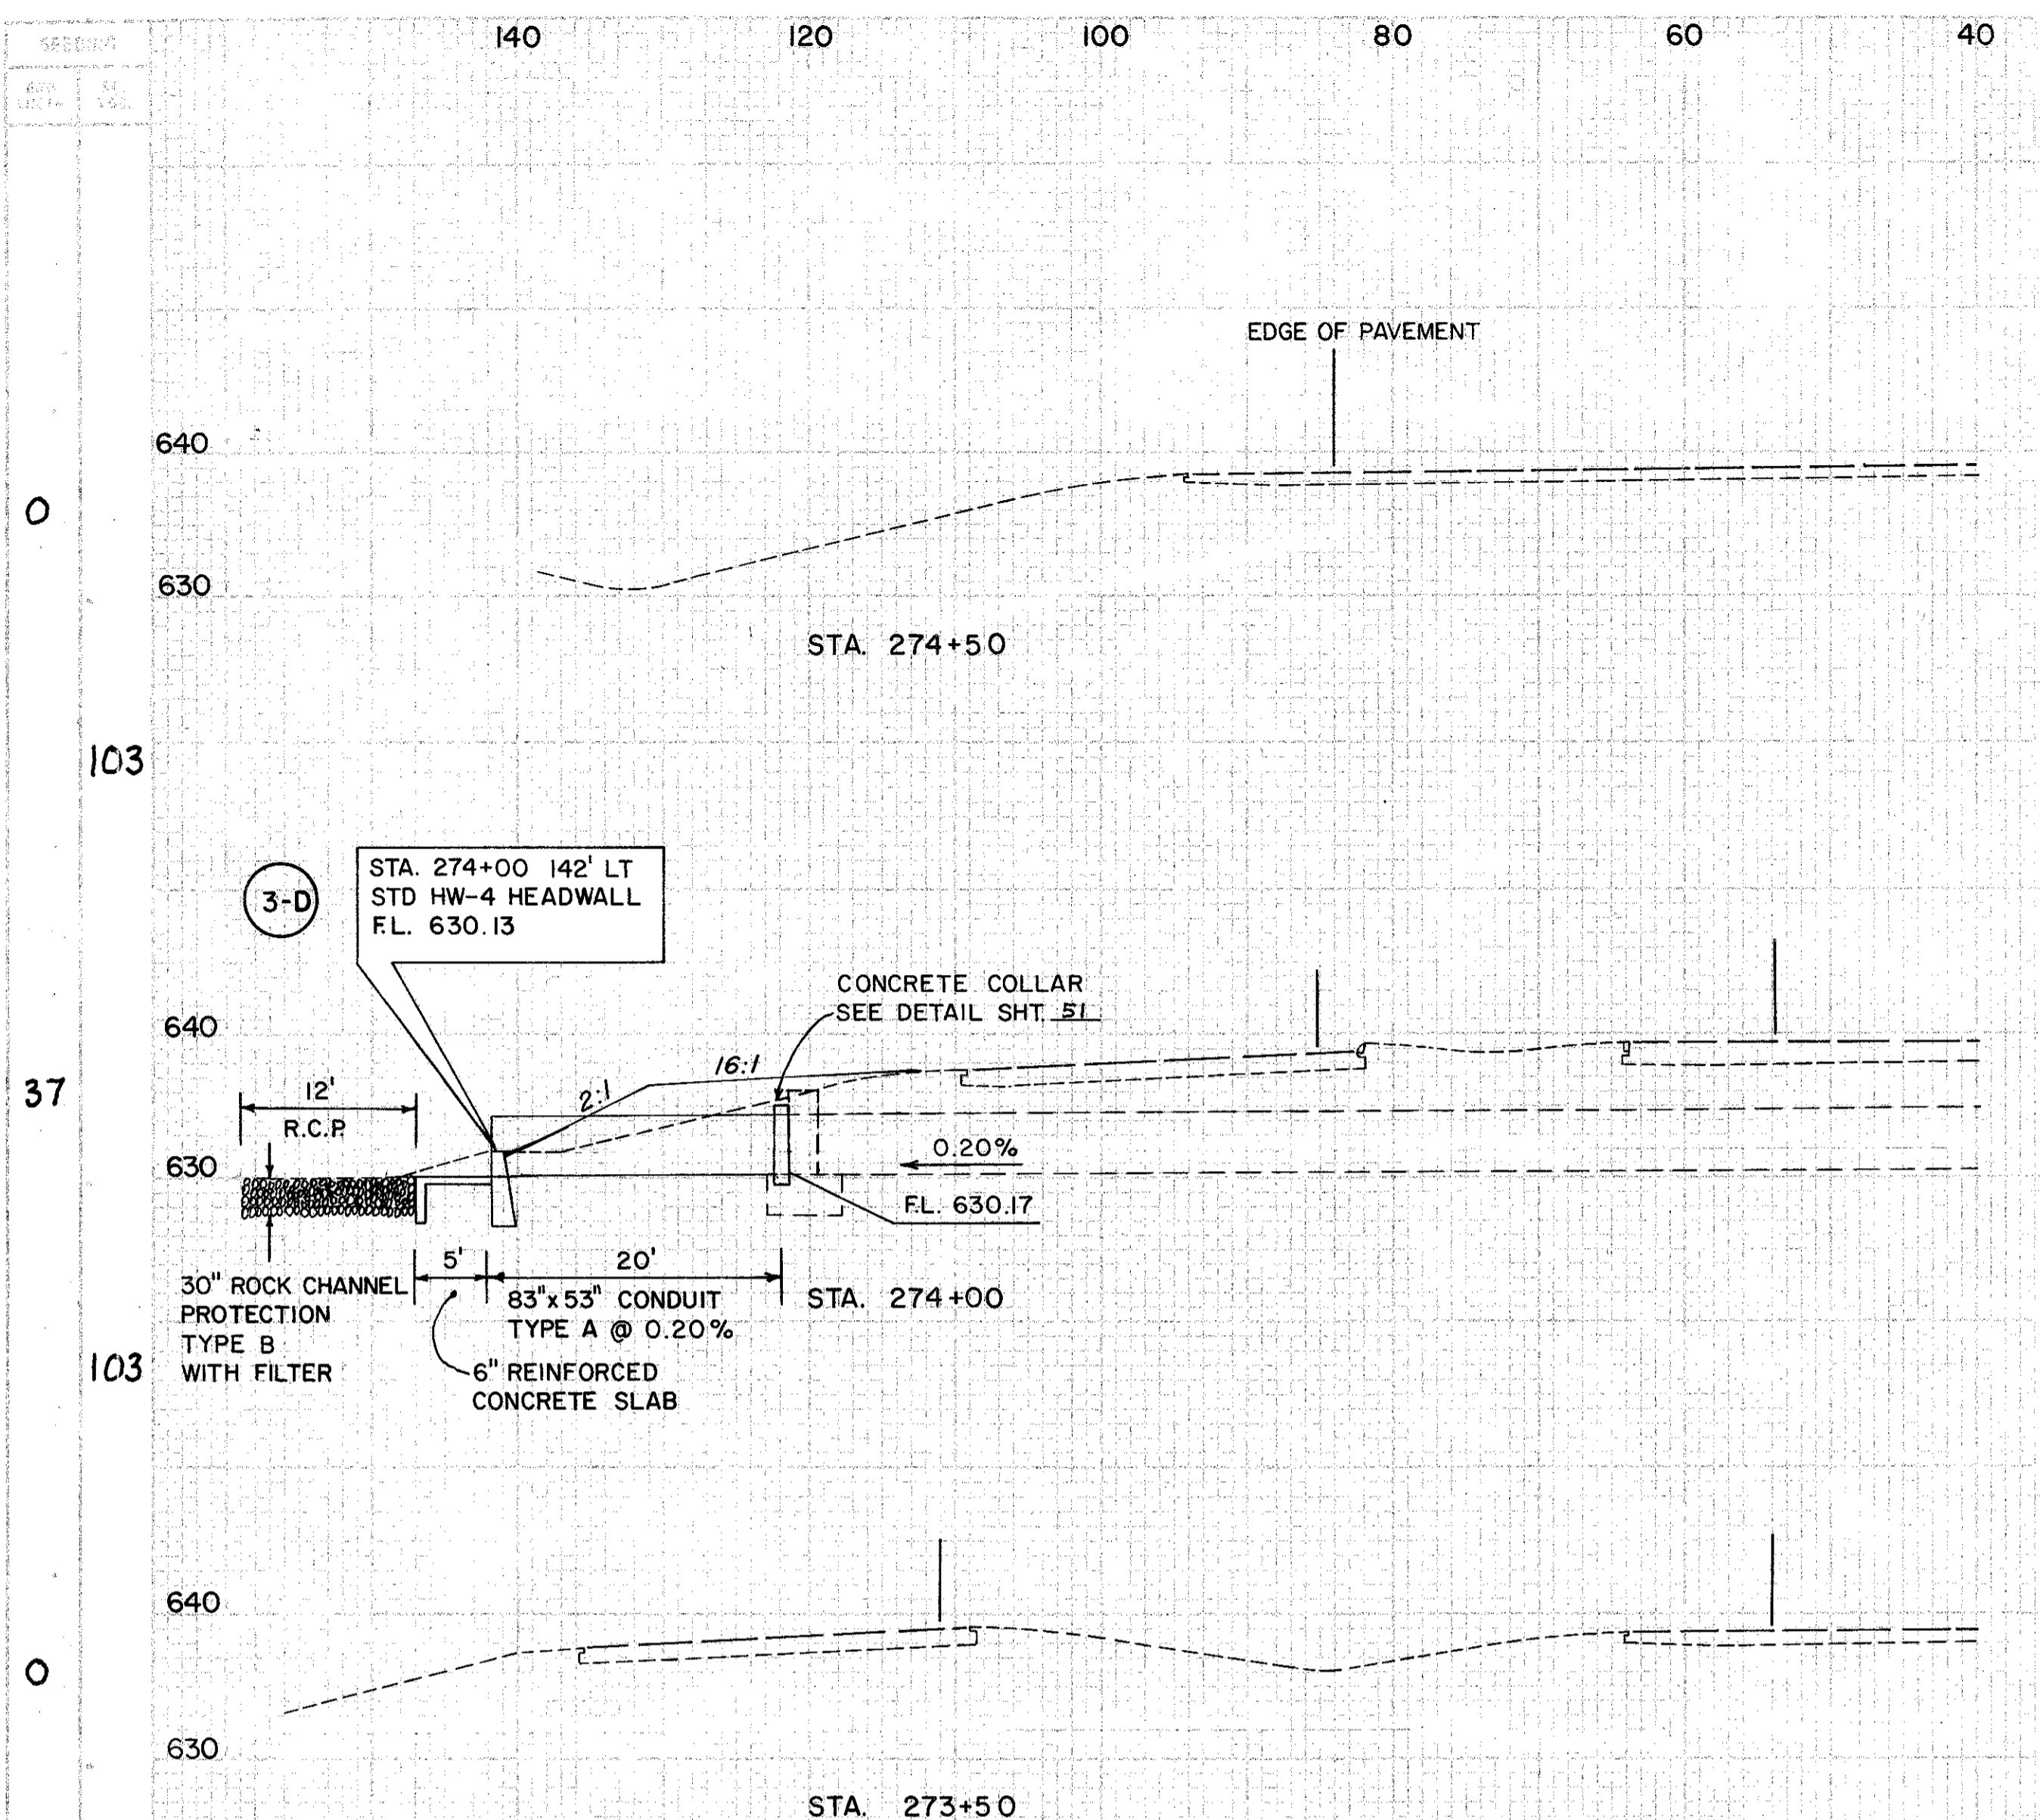 SEEDING
140 120 100 80 60 40
EDGE OF PAVEMENT
640
0
630
STA. 274+50
103
3-D
STA. 274+00 142' LT
STD HW-4 HEADWALL
F.L. 630.13
CONCRETE COLLAR
SEE DETAIL SHT. 51
640
16:1
2:1
37
12'
R.C.P.
0.20%
630
F.L. 630.17
5'
20'
30" ROCK CHANNEL
PROTECTION
TYPE B
WITH FILTER
83"x53" CONDUIT
TYPE A @ 0.20%
STA. 274+00
103
6" REINFORCED
CONCRETE SLAB
640
0
630
STA. 273+50